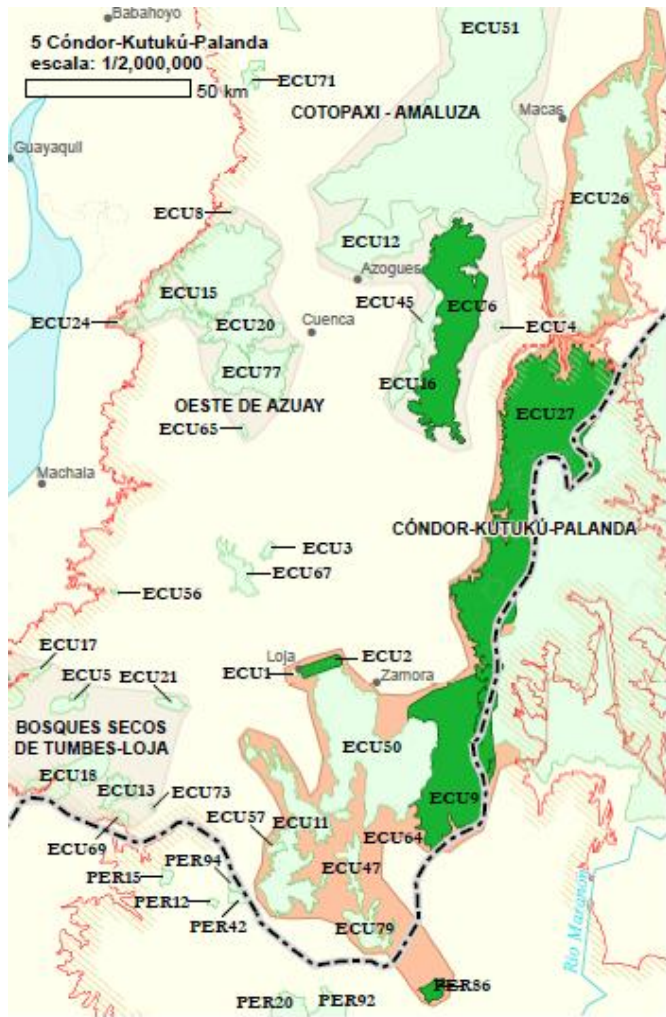 Babahoyo
5 Cóndor-Kutukú-Palanda
escala: 1/2,000,000
50 km
ECU51
ECU71
COTOPAXI - AMALUZA
Macas
Guayaquil
ECU26
ECU8
ECU12
Azogues
ECU15
ECU45
ECU6
ECU24
ECU20
Cuenca
ECU4
ECU77
ECU16
OESTE DE AZUAY
ECU27
ECU65
Machala
CÓNDOR-KUTUKÚ-PALANDA
ECU3
ECU67
ECU56
ECU17
Loja
ECU2
ECU1
Zamora
ECU5
ECU21
BOSQUES SECOS
DE TUMBES-LOJA
ECU50
ECU18
ECU13
ECU73
ECU9
ECU57
ECU11
ECU64
ECU69
PER94
ECU47
PER15
PER12
PER42
ECU79
Río Marañón
PER86
PER20
PER92